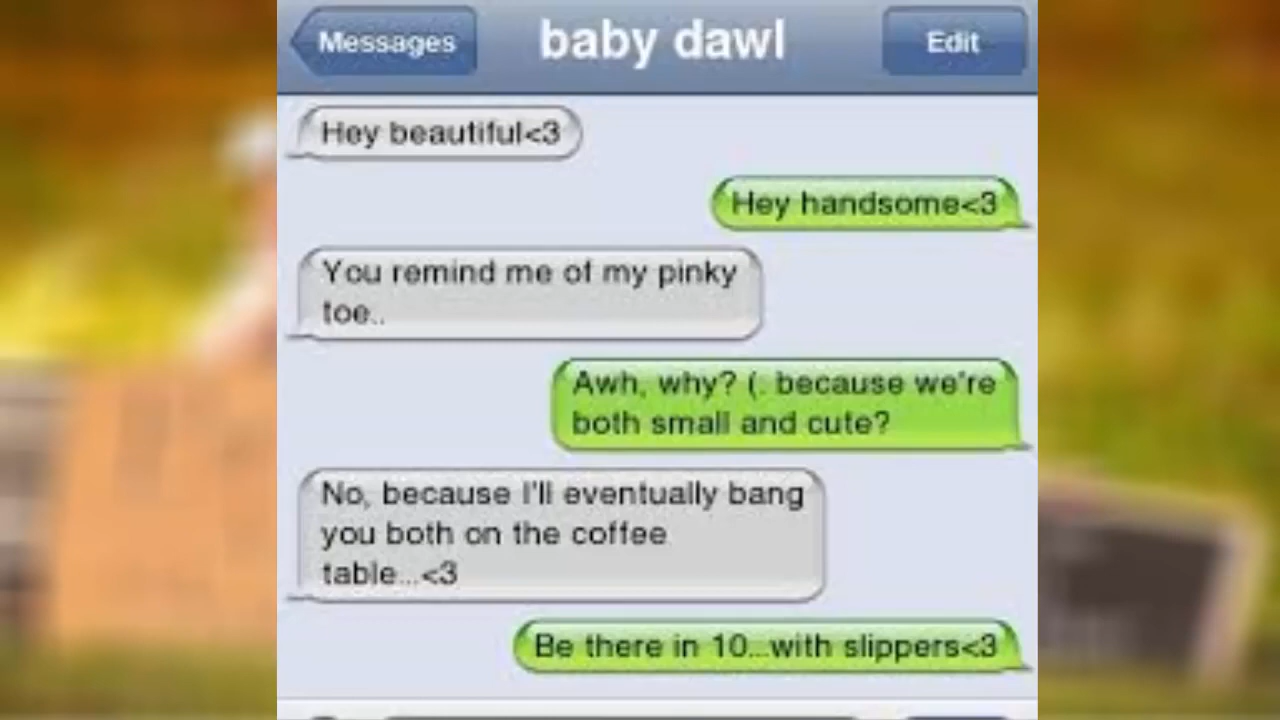 Messages
baby dawl
Edit
Hey beautiful<3
Hey handsome<3
You remind me of my pinky
toe..
Awh, why? (: because we're
both small and cute?
No, because I'll eventually bang
you both on the coffee
table...<3
Be there in 10...with slippers<3